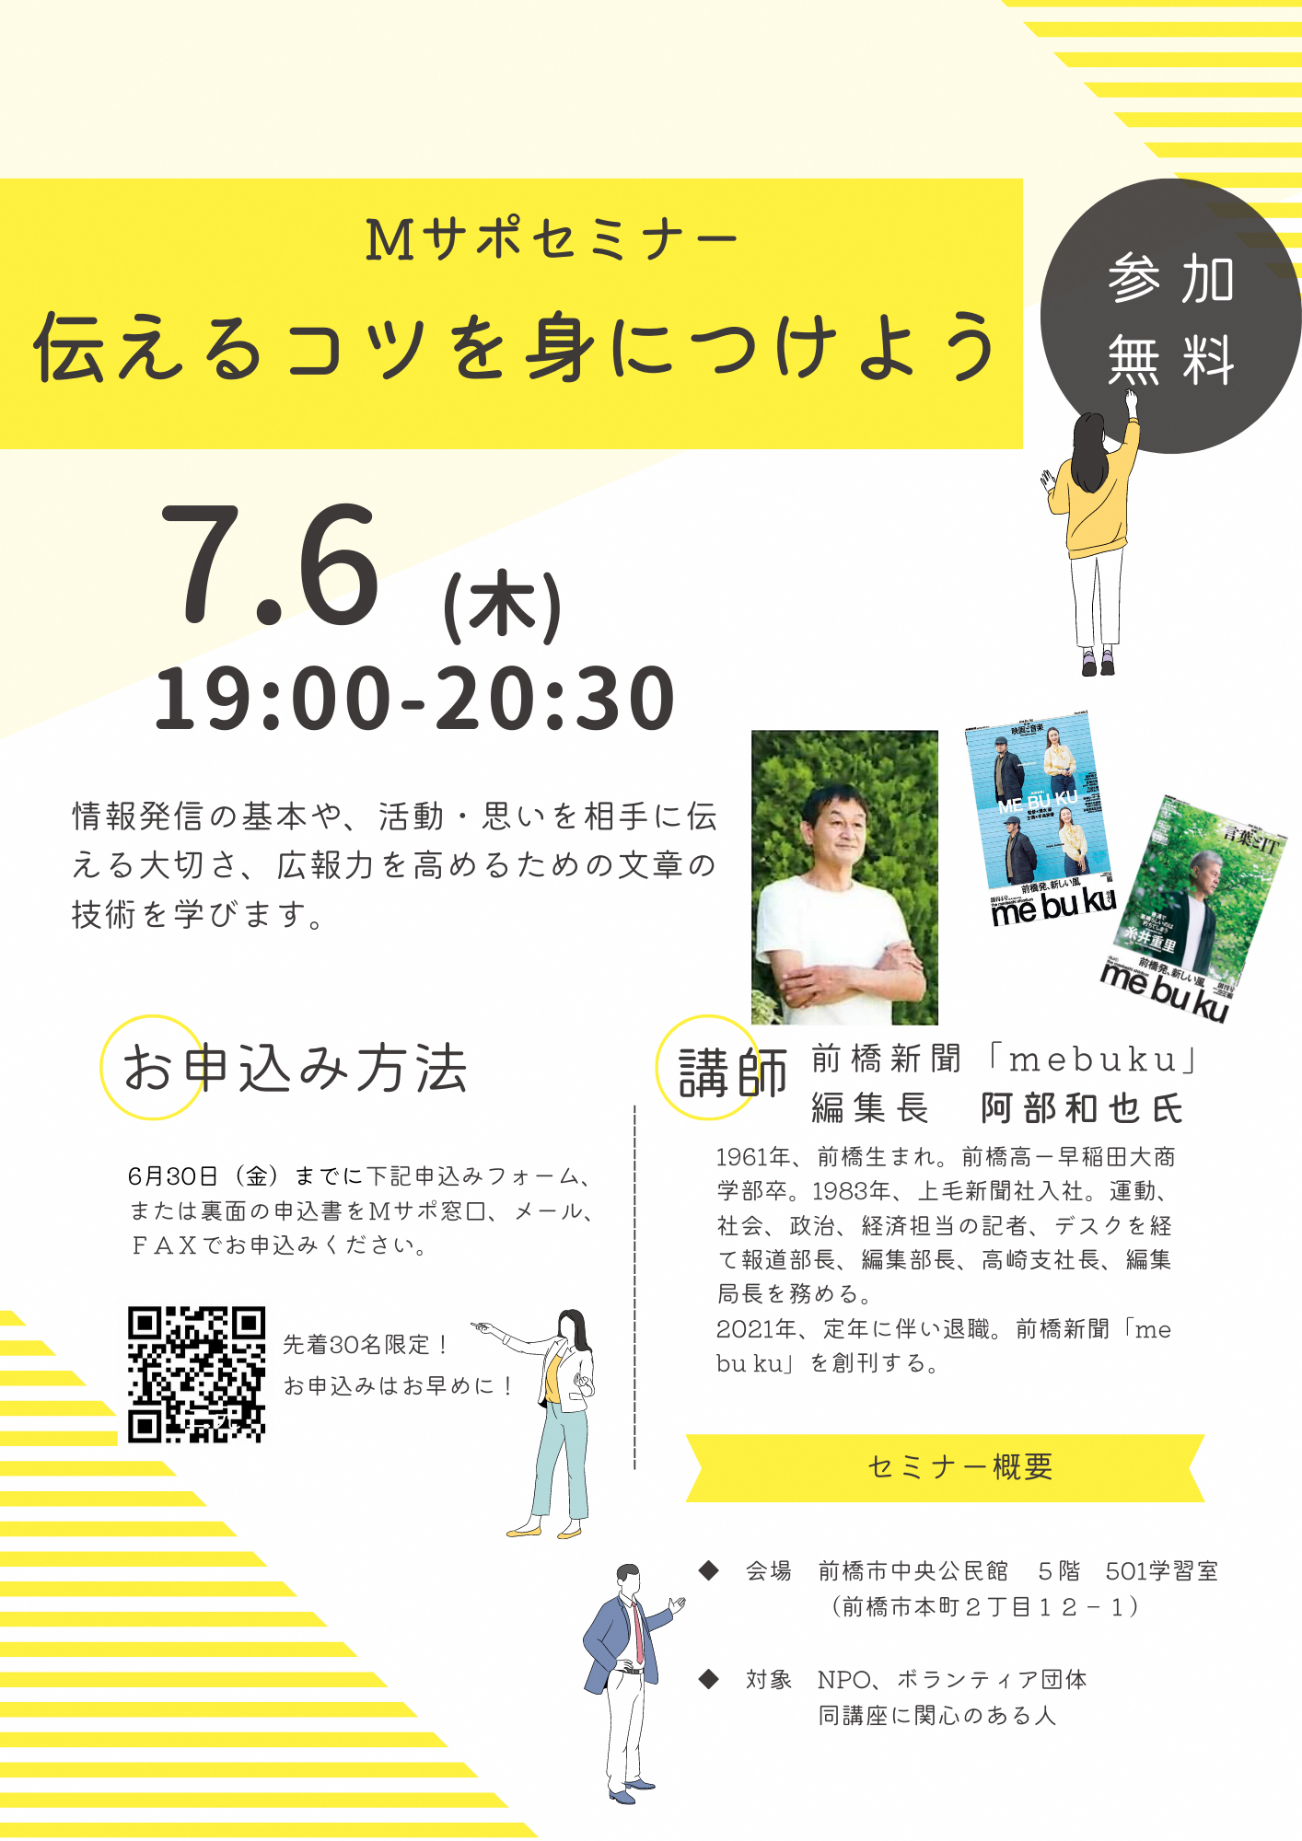 Mサポセミナー
伝えるコツを身につけよう
参加
無料
7.6 (木)
19:00-20:30
情報発信の基本や、活動・思いを相手に伝
える大切さ、広報力を高めるための文章の
技術を学びます。
映画と音楽
ME BU KU
前橋発、新しい風
me bu ku
言葉とIT
糸井重里
前橋発、新しい風
me bu ku
お申込み方法
6月30日（金）までに下記申込みフォーム、
または裏面の申込書をMサポ窓口、メール、
ＦＡＸでお申込みください。
先着30名限定！
お申込みはお早めに！
講師
前橋新聞「mebuku」
編集長　阿部和也氏
1961年、前橋生まれ。前橋高ー早稲田大商
学部卒。1983年、上毛新聞社入社。運動、
社会、政治、経済担当の記者、デスクを経
て報道部長、編集部長、高崎支社長、編集
局長を務める。
2021年、定年に伴い退職。前橋新聞「me
bu ku」を創刊する。
セミナー概要
◆　会場　前橋市中央公民館　５階　501学習室
（前橋市本町２丁目１２－１）
◆　対象　NPO、ボランティア団体
同講座に関心のある人